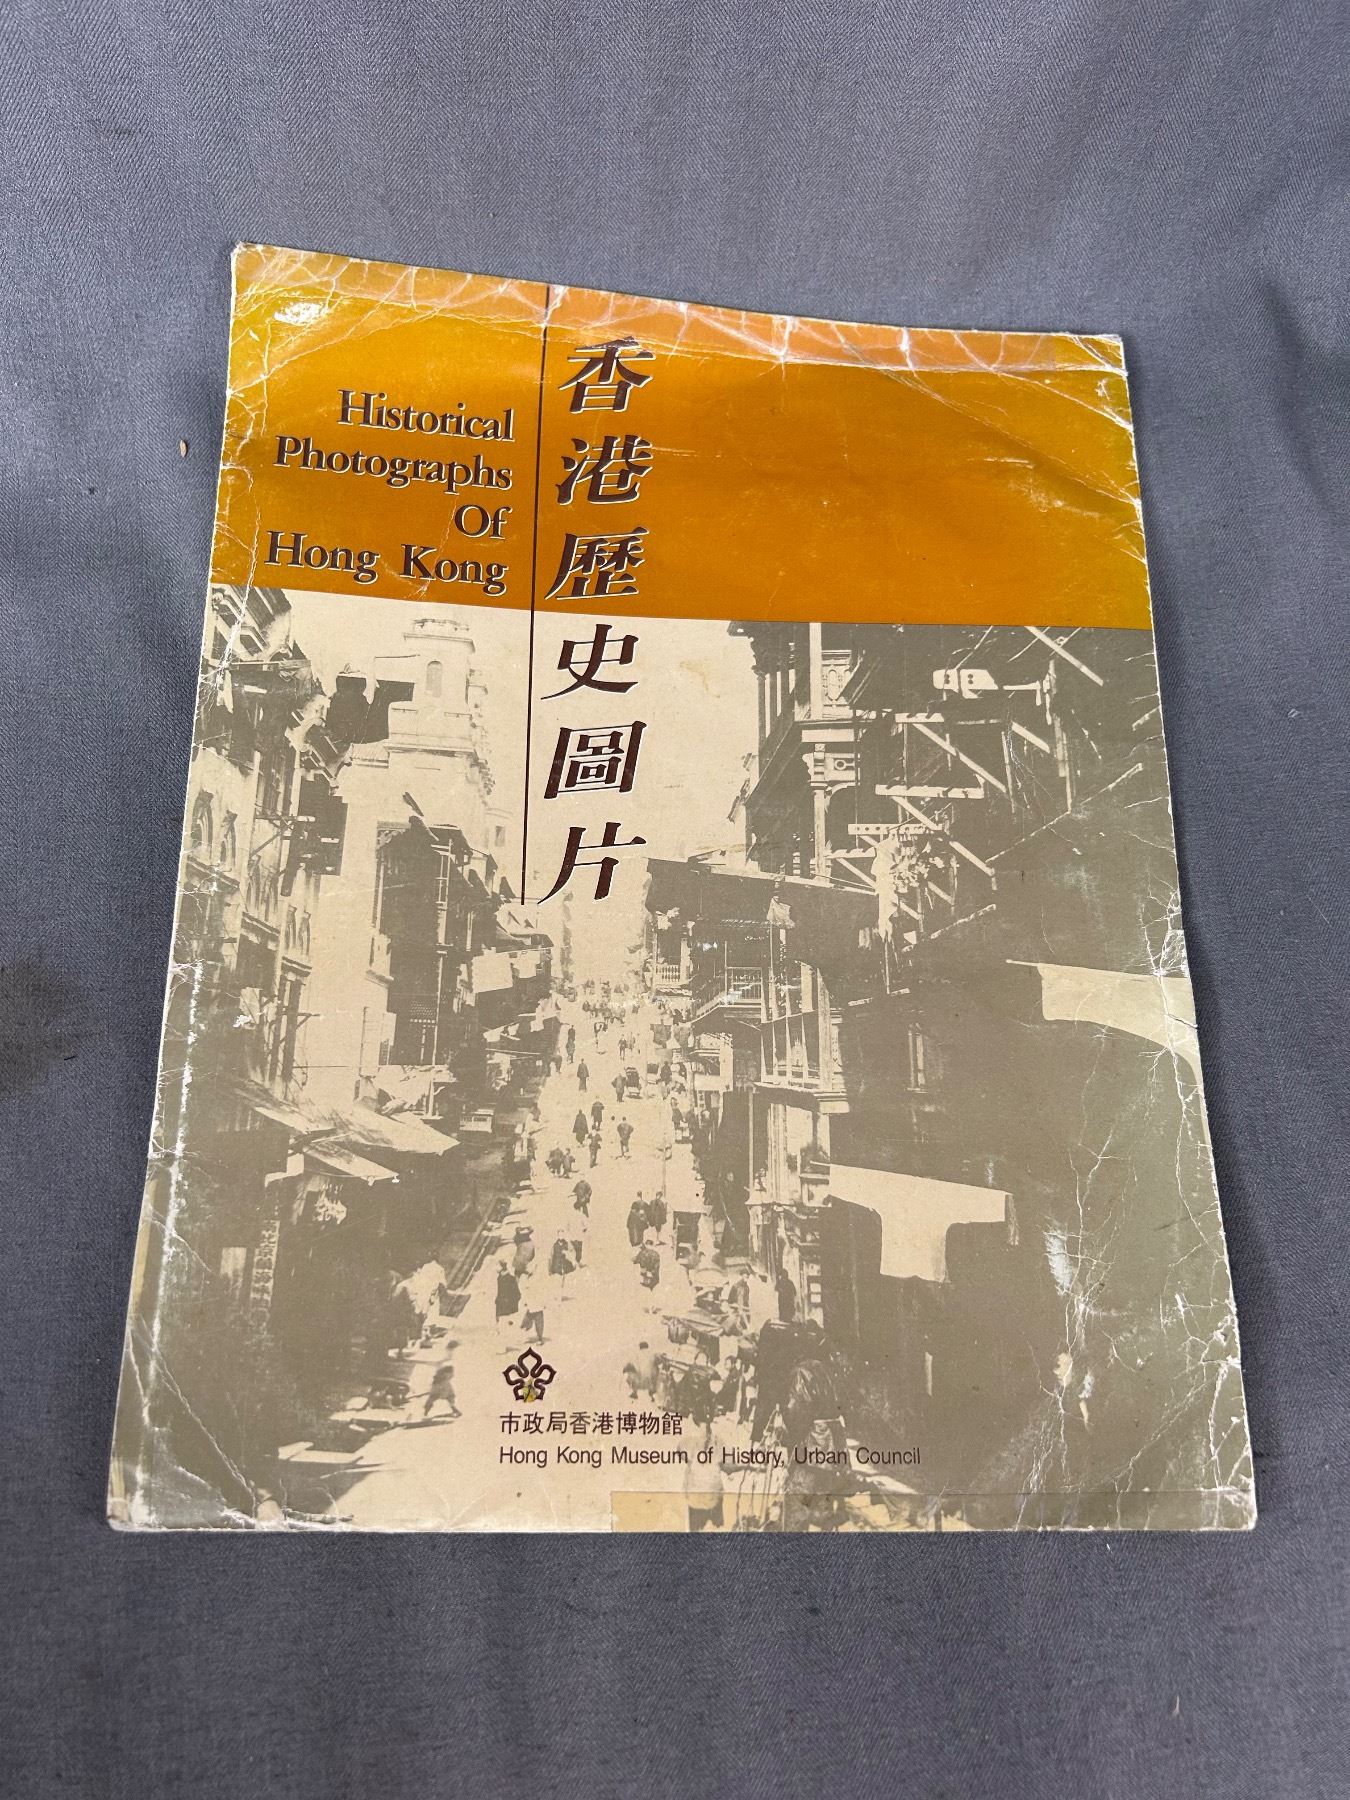 Historical
Photographs
Of
Hong Kong
香港歷史圖片
市政局香港博物館
Hong Kong Museum of History, Urban Council